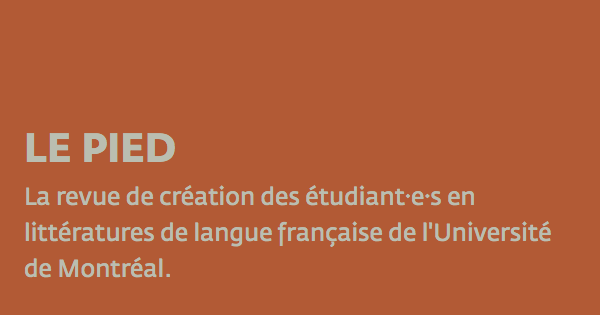 LE PIED
La revue de création des étudiant·e·s en
littératures de langue française de l'Université
de Montréal.